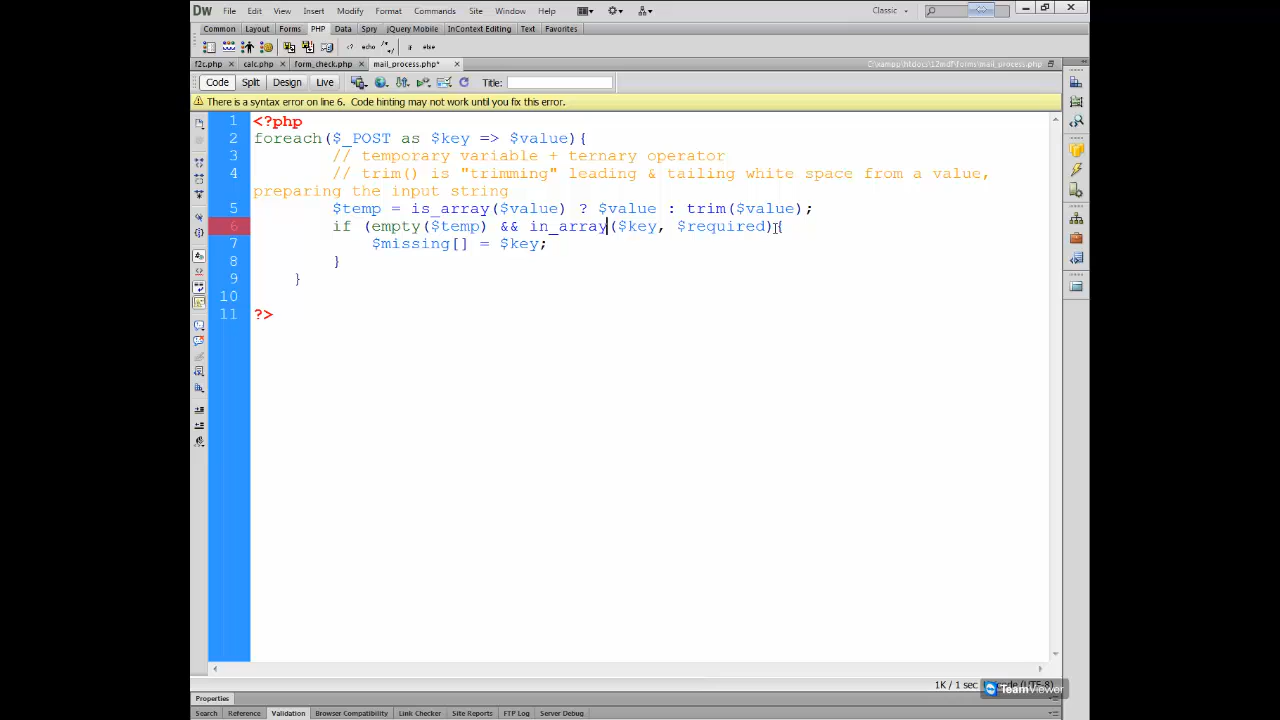 Dw File Edit View Insert Modify Format Commands Site Window Help Classic
Common Layout Forms PHP Data Spry jQuery Mobile InContext Editing Text Favorites
<? echo if else
f2c.php × calc.php × form_check.php × mail_process.php* ×
Code Split Design Live Title:
There is a syntax error on line 6. Code hinting may not work until you fix this error.
1 <?php
2 foreach($_POST as $key => $value){
3 // temporary variable + ternary operator
4 // trim() is "trimming" leading & tailing white space from a value,
preparing the input string
5 $temp = is_array($value) ? $value : trim($value);
6 if (empty($temp) && in_array($key, $required){
7 $missing[] = $key;
8 }
9 }
10
11 ?>
1K / 1 sec
TeamViewer
Properties
Search Reference Validation Browser Compatibility Link Checker Site Reports FTP Log Server Debug